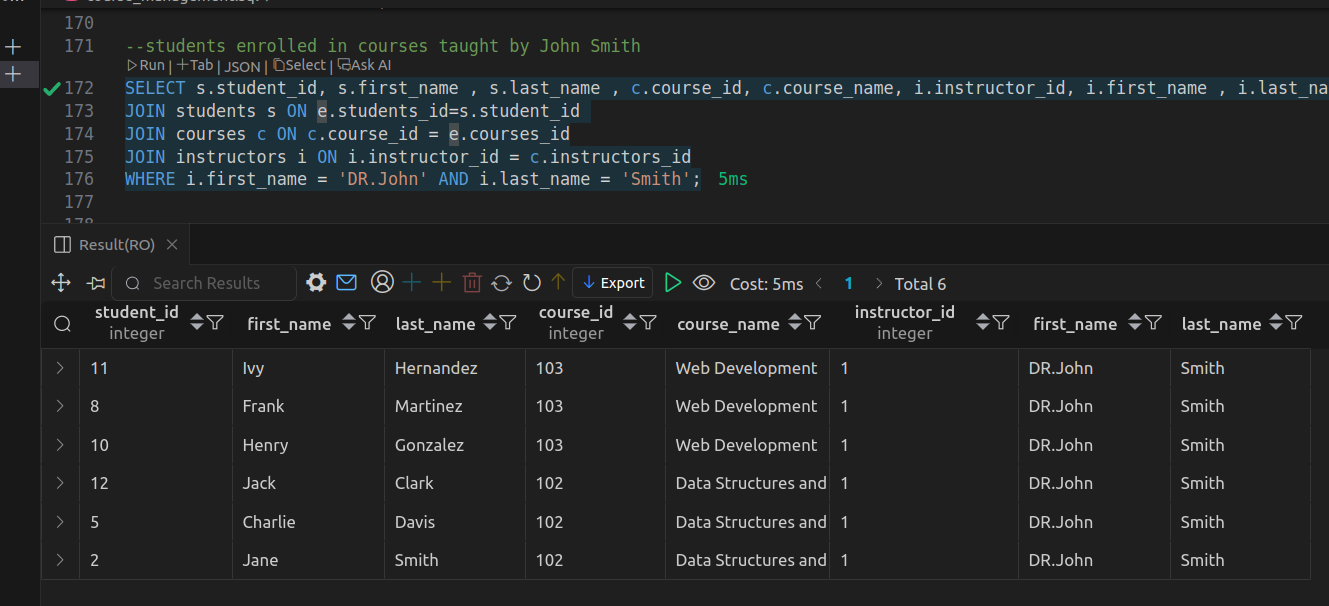 170
171 --students enrolled in courses taught by John Smith
Run | Tab | JSON | Select | Ask AI
172 SELECT s.student_id, s.first_name , s.last_name , c.course_id, c.course_name, i.instructor_id, i.first_name , i.last_na
173 JOIN students s ON e.students_id=s.student_id
174 JOIN courses c ON c.course_id = e.courses_id
175 JOIN instructors i ON i.instructor_id = c.instructors_id
176 WHERE i.first_name = 'DR.John' AND i.last_name = 'Smith'; 5ms
177
Result(RO)
Search Results Export Cost: 5ms 1 Total 6
student_id integer first_name last_name course_id integer course_name instructor_id integer first_name last_name
11 Ivy Hernandez 103 Web Development 1 DR.John Smith
8 Frank Martinez 103 Web Development 1 DR.John Smith
10 Henry Gonzalez 103 Web Development 1 DR.John Smith
12 Jack Clark 102 Data Structures and 1 DR.John Smith
5 Charlie Davis 102 Data Structures and 1 DR.John Smith
2 Jane Smith 102 Data Structures and 1 DR.John Smith